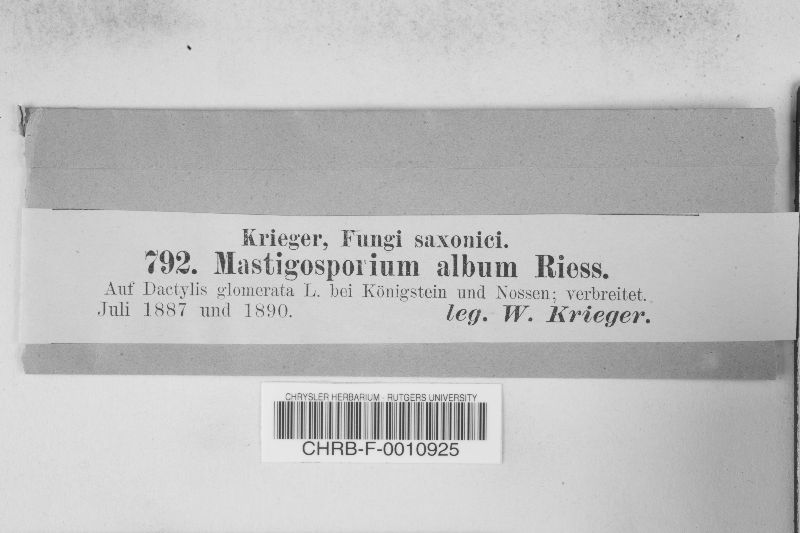 Krieger, Fungi saxonici.
792. Mastigosporium album Riess.
Auf Dactylis glomerata L. bei Königstein und Nossen; verbreitet.
Juli 1887 und 1890. leg. W. Krieger.
CHRYSLER HERBARIUM - RUTGERS UNIVERSITY
CHRB-F-0010925